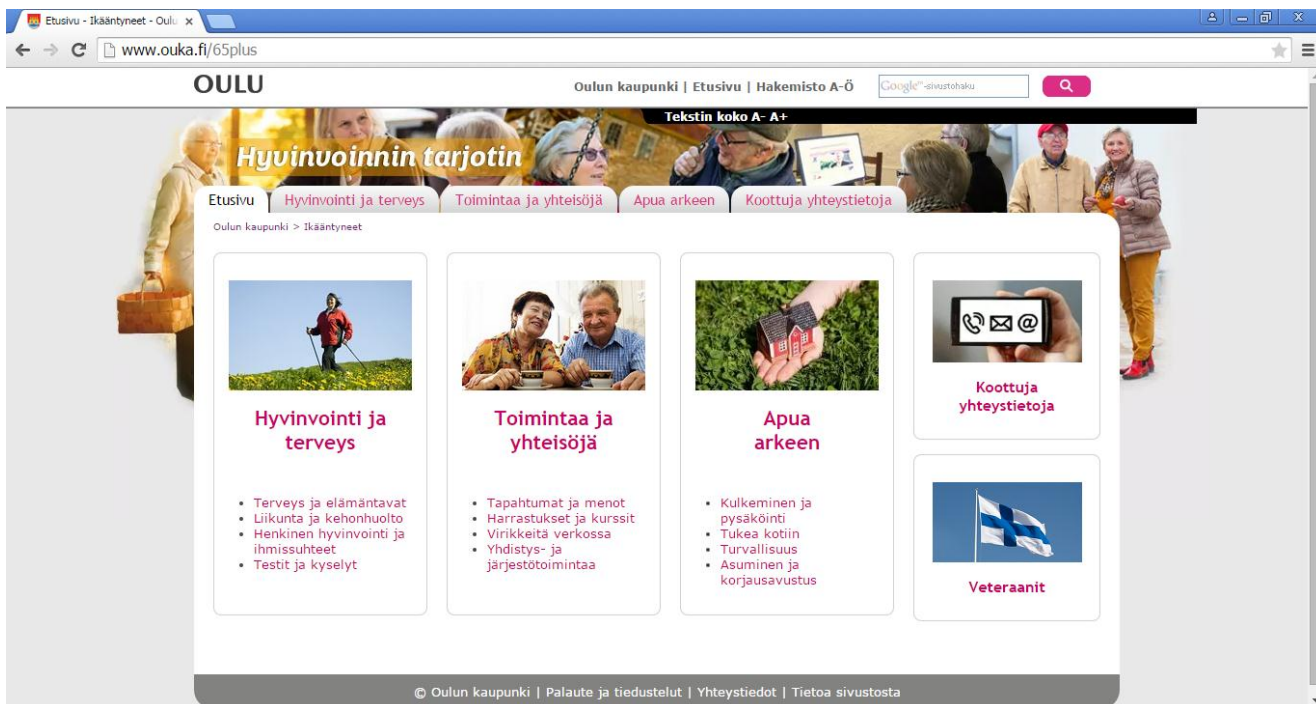 Etusivu - Ikääntyneet - Oulu
www.ouka.fi/65plus
OULU
Oulun kaupunki | Etusivu | Hakemisto A-Ö
Google™-sivustohaku
Tekstin koko A- A+
Hyvinvoinnin tarjotin
Etusivu
Hyvinvointi ja terveys
Toimintaa ja yhteisöjä
Apua arkeen
Koottuja yhteystietoja
Oulun kaupunki > Ikääntyneet
Hyvinvointi ja
terveys
• Terveys ja elämäntavat
• Liikunta ja kehonhuolto
• Henkinen hyvinvointi ja
ihmissuhteet
• Testit ja kyselyt
Toimintaa ja
yhteisöjä
• Tapahtumat ja menot
• Harrastukset ja kurssit
• Virikkeitä verkossa
• Yhdistys- ja
järjestötoimintaa
Apua
arkeen
• Kulkeminen ja
pysäköinti
• Tukea kotiin
• Turvallisuus
• Asuminen ja
korjausavustus
@
Koottuja
yhteystietoja
Veteraanit
© Oulun kaupunki | Palaute ja tiedustelut | Yhteystiedot | Tietoa sivustosta